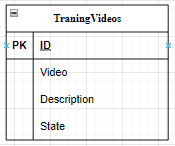 TraningVideos
PK ID
Video
Description
State